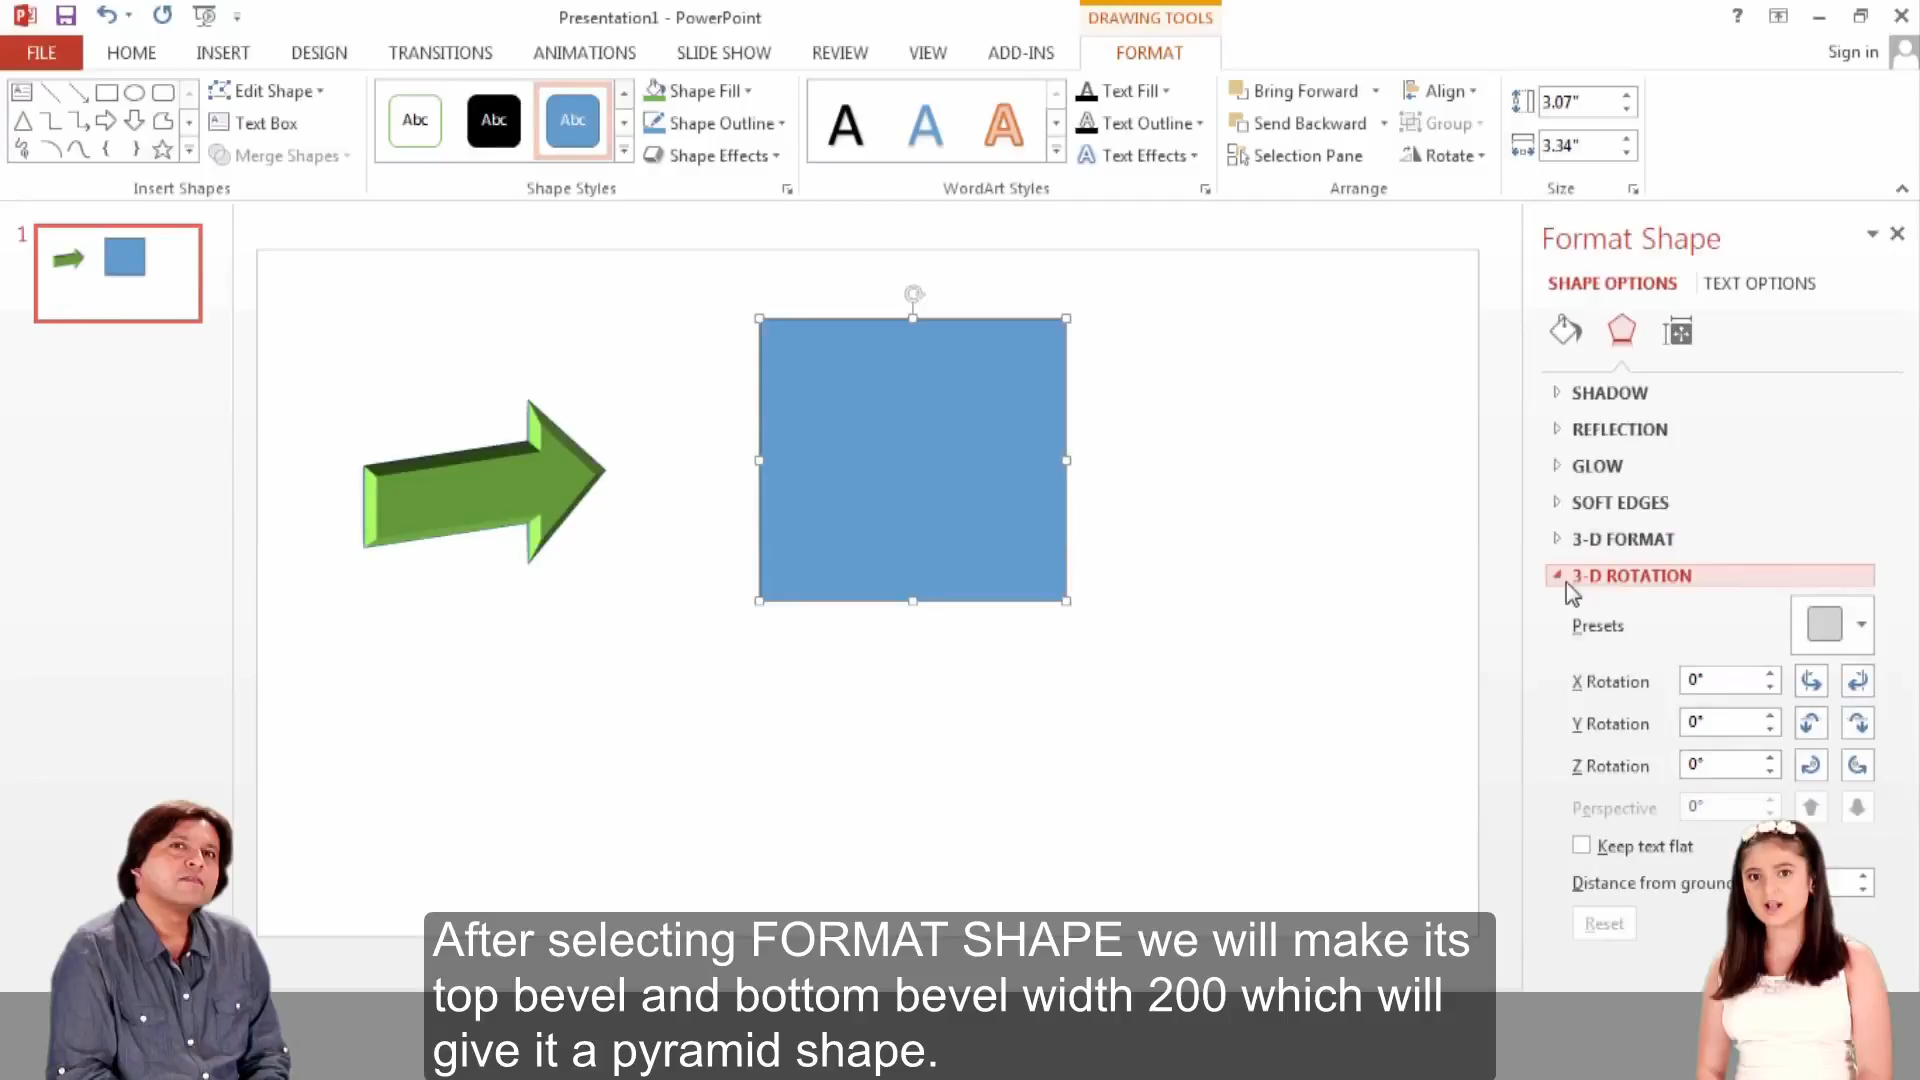 Presentation1 - PowerPoint
DRAWING TOOLS
?
FILE
HOME
INSERT
DESIGN
TRANSITIONS
ANIMATIONS
SLIDE SHOW
REVIEW
VIEW
ADD-INS
FORMAT
Sign in
Edit Shape
Text Box
Merge Shapes
Insert Shapes
Abc
Abc
Abc
Shape Fill
Shape Outline
Shape Effects
Shape Styles
A
A
A
Text Fill
Text Outline
Text Effects
WordArt Styles
Bring Forward
Send Backward
Selection Pane
Align
Group
Rotate
Arrange
3.07"
3.34"
Size
1
Format Shape
SHAPE OPTIONS
TEXT OPTIONS
SHADOW
REFLECTION
GLOW
SOFT EDGES
3-D FORMAT
3-D ROTATION
Presets
X Rotation 0°
Y Rotation 0°
Z Rotation 0°
Perspective 0°
Keep text flat
Distance from
Reset
After selecting FORMAT SHAPE we will make its
top bevel and bottom bevel width 200 which will
give it a pyramid shape.